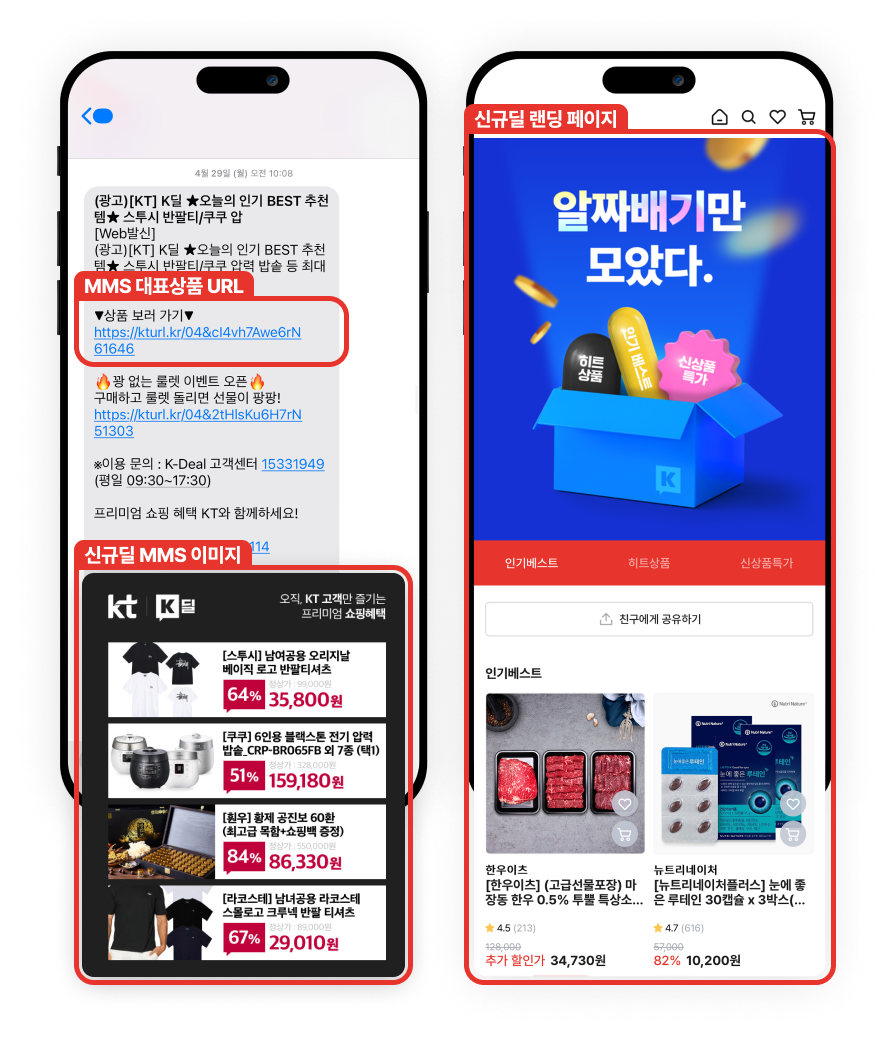 4월 29일 (월) 오전 10:08
(광고)[KT] K딜 ★오늘의 인기 BEST 추천
템★ 스투시 반팔티/쿠쿠 압
[Web발신]
(광고)[KT] K딜 ★오늘의 인기 BEST 추천
템★ 스투시 반팔티/쿠쿠 압력 밥솥 등 최대
MMS 대표상품 URL
▼상품 보러 가기▼
https://kturl.kr/04&cI4vh7Awe6rN
61646
🔥꽝 없는 룰렛 이벤트 오픈🔥
구매하고 룰렛 돌리면 선물이 팡팡!
https://kturl.kr/04&2tHlsKu6H7rN
51303
※이용 문의 : K-Deal 고객센터 15331949
(평일 09:30~17:30)
프리미엄 쇼핑 혜택 KT와 함께하세요!
114
신규딜 MMS 이미지
kt K딜
오직, KT 고객만 즐기는
프리미엄 쇼핑혜택
[스투시] 남여공용 오리지날
베이직 로고 반팔티셔츠
정상가 : 99,000원
64% 35,800원
[쿠쿠] 6인용 블랙스톤 전기 압력
밥솥_CRP-BR065FB 외 7종 (택1)
정상가 : 328,000원
51% 159,180원
[훤우] 황제 공진보 60환
(최고급 목함+쇼핑백 증정)
정상가 : 550,000원
84% 86,330원
[라코스테] 남녀공용 라코스테
스몰로고 크루넥 반팔 티셔츠
정상가 : 89,000원
67% 29,010원
신규딜 랜딩 페이지
알짜배기만
모았다.
히트
상품
인기 베스트
신상품
특가
K
인기베스트 히트상품 신상품특가
친구에게 공유하기
인기베스트
Nutri Nature+
Nutri Nature+
Nutri Nature+
눈에 좋은 루테인
눈에 좋은 루테인
한우이츠
[한우이츠] (고급선물포장) 마
장동 한우 0.5% 투뿔 특상소...
4.5 (213)
128,000
추가 할인가 34,730원
뉴트리네이처
[뉴트리네이처플러스] 눈에 좋
은 루테인 30캡슐 x 3박스(...
4.7 (616)
57,000
82% 10,200원